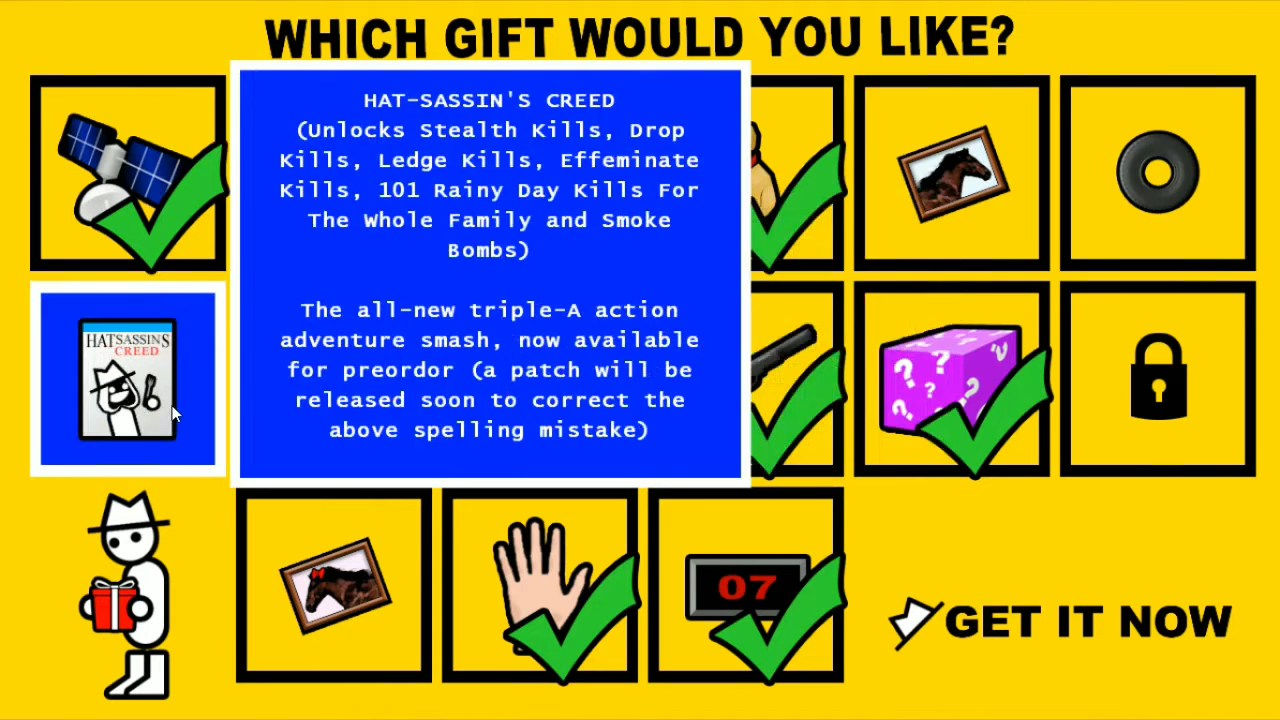 WHICH GIFT WOULD YOU LIKE?
HAT-SASSIN'S CREED
(Unlocks Stealth Kills, Drop
Kills, Ledge Kills, Effeminate
Kills, 101 Rainy Day Kills For
The Whole Family and Smoke
Bombs)
The all-new triple-A action
adventure smash, now available
for preordor (a patch will be
released soon to correct the
above spelling mistake)
HATSASSINS
CREED
? ? ? ? ?
07
GET IT NOW